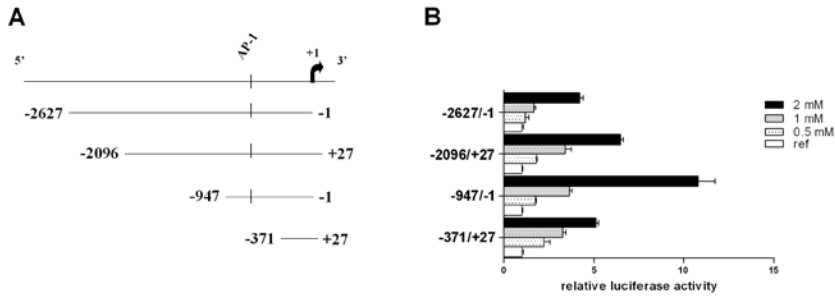 A
AP-1
+1
5’
3’
-2627
-1
-2096
+27
-947
-1
-371
+27
B
-2627/-1
-2096/+27
-947/-1
-371/+27
2 mM
1 mM
0.5 mM
ref
0
5
10
15
relative luciferase activity